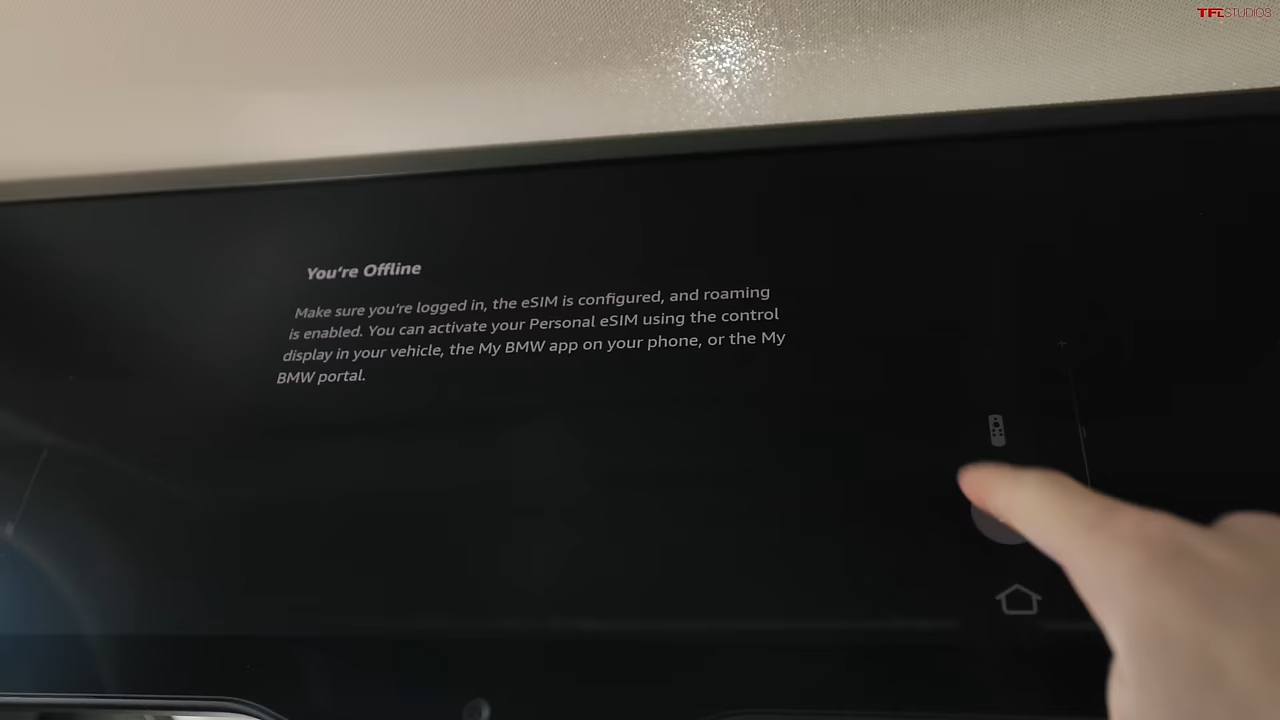 TFLSTUDIOS
You're Offline
Make sure you're logged in, the eSIM is configured, and roaming
is enabled. You can activate your Personal eSIM using the control
display in your vehicle, the My BMW app on your phone, or the My
BMW portal.